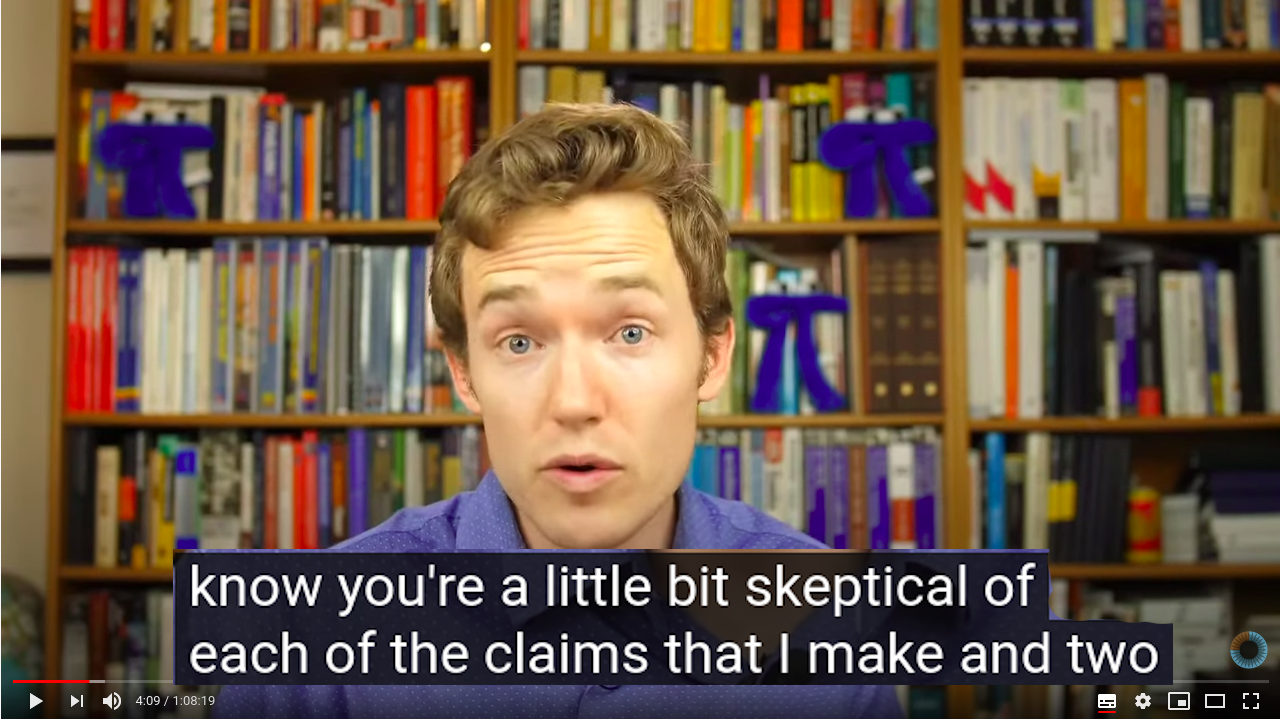 know you're a little bit skeptical of
each of the claims that I make and two
4:09 / 1:08:19